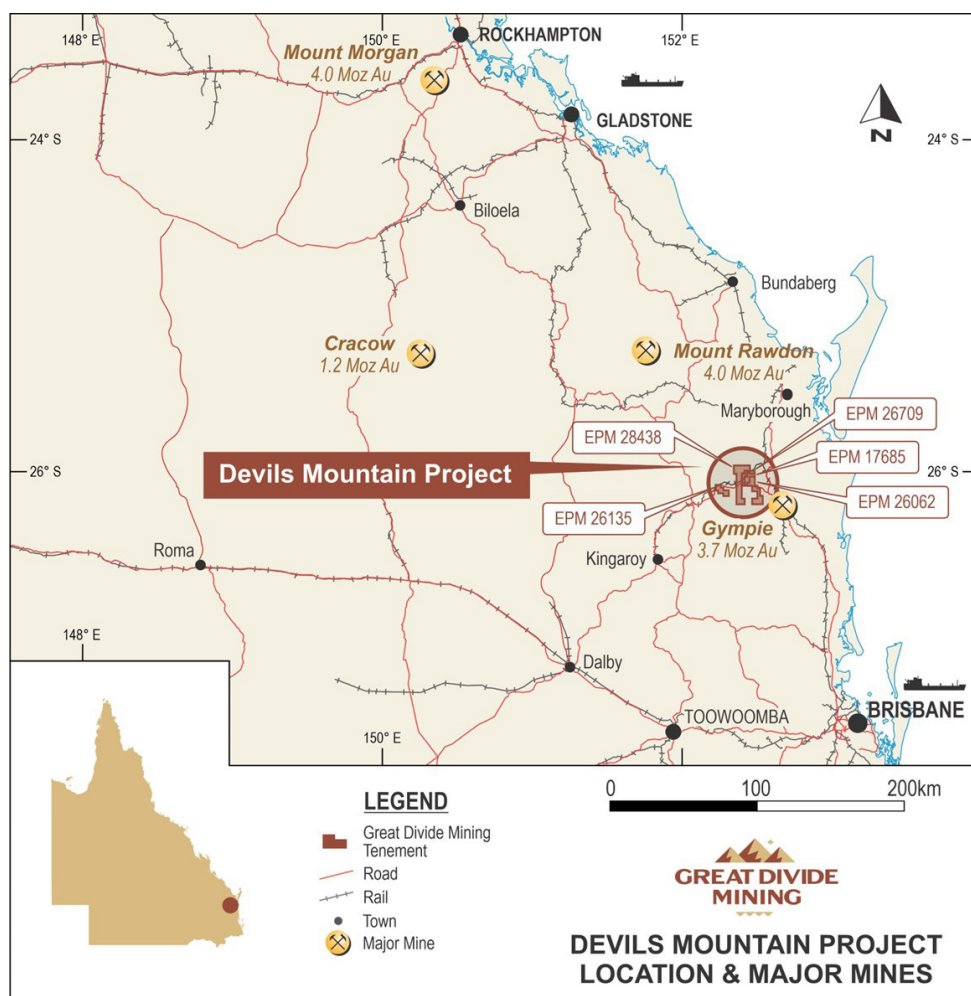 148° E
150° E
152° E
ROCKHAMPTON
Mount Morgan
4.0 Moz Au
GLADSTONE
N
24° S
24° S
Biloela
Bundaberg
Cracow
1.2 Moz Au
Mount Rawdon
4.0 Moz Au
Maryborough
EPM 26709
EPM 28438
EPM 17685
Devils Mountain Project
26° S
EPM 26062
EPM 26135
Gympie
3.7 Moz Au
Roma
Kingaroy
148° E
Dalby
TOOWOOMBA
BRISBANE
150° E
152° E
0 100 200km
LEGEND
Great Divide Mining
Tenement
Road
Rail
Town
Major Mine
GREAT DIVIDE
MINING
DEVILS MOUNTAIN PROJECT
LOCATION & MAJOR MINES